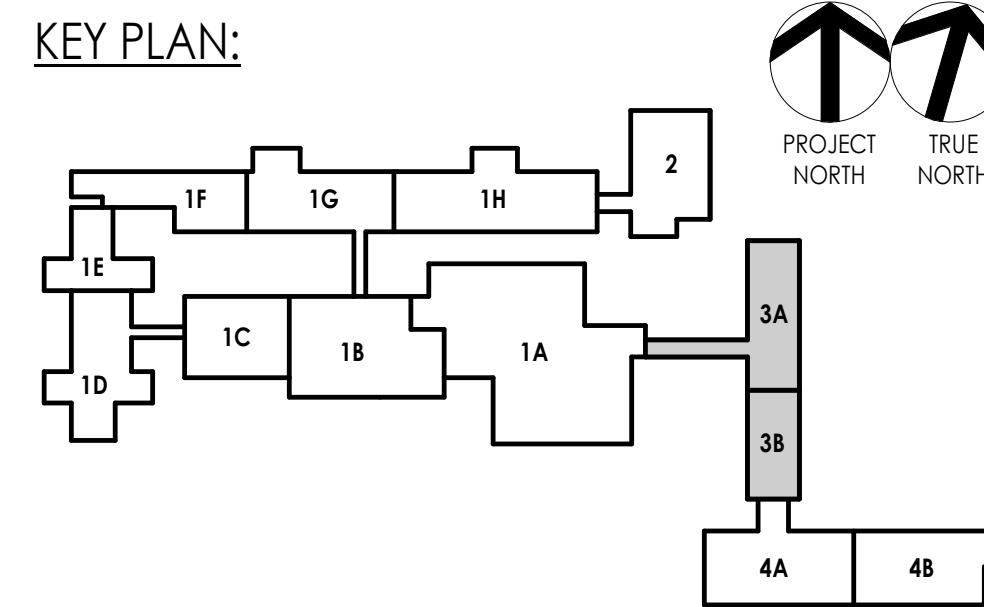 KEY PLAN:
PROJECT
NORTH
TRUE
NORTH
2
1F
1G
1H
1E
3A
1C
1B
1A
1D
3B
4A
4B